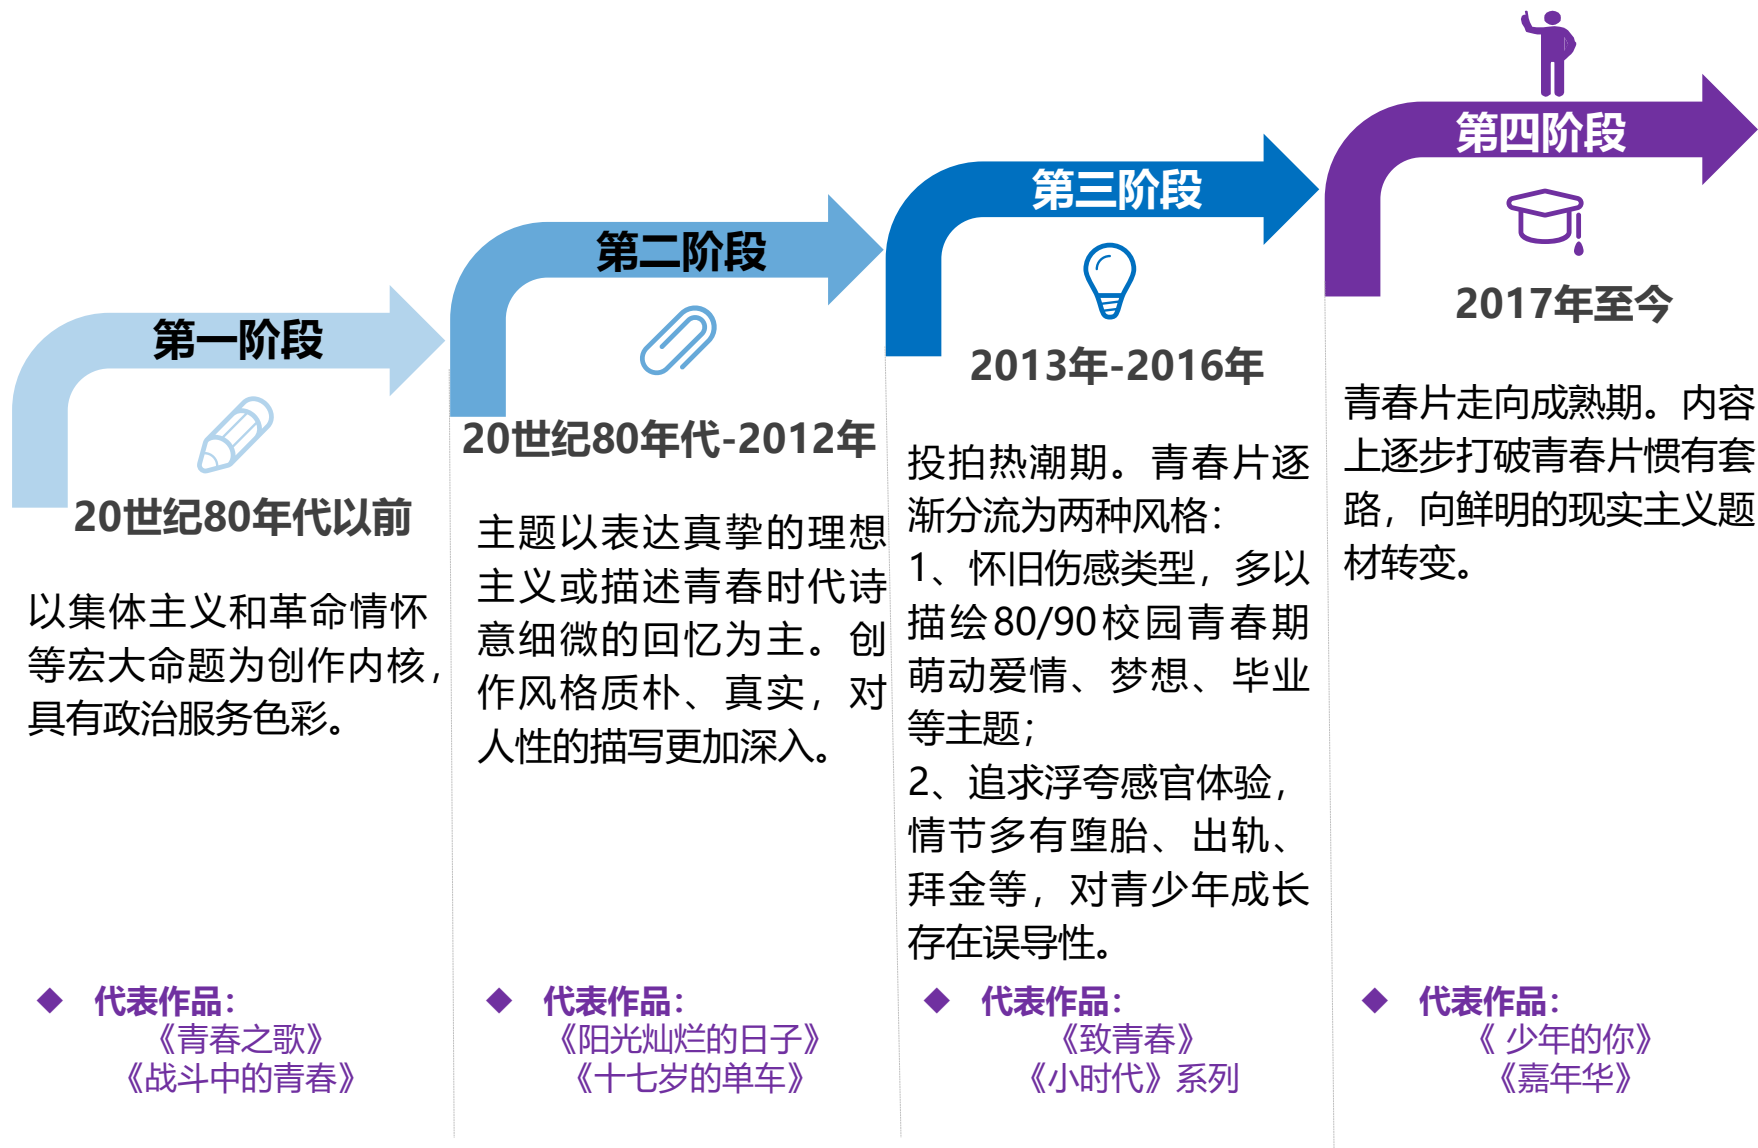 第一阶段
20世纪80年代以前
以集体主义和革命情怀
等宏大命题为创作内核，
具有政治服务色彩。
◆ 代表作品：
《青春之歌》
《战斗中的青春》
第二阶段
20世纪80年代-2012年
主题以表达真挚的理想
主义或描述青春时代诗
意细微的回忆为主。创
作风格质朴、真实，对
人性的描写更加深入。
◆ 代表作品：
《阳光灿烂的日子》
《十七岁的单车》
第三阶段
2013年-2016年
投拍热潮期。青春片逐
渐分流为两种风格：
1、怀旧伤感类型，多以
描绘80/90校园青春期
萌动爱情、梦想、毕业
等主题；
2、追求浮夸感官体验，
情节多有堕胎、出轨、
拜金等，对青少年成长
存在误导性。
◆ 代表作品：
《致青春》
《小时代》系列
第四阶段
2017年至今
青春片走向成熟期。内容
上逐步打破青春片惯有套
路，向鲜明的现实主义题
材转变。
◆ 代表作品：
《 少年的你》
《嘉年华》